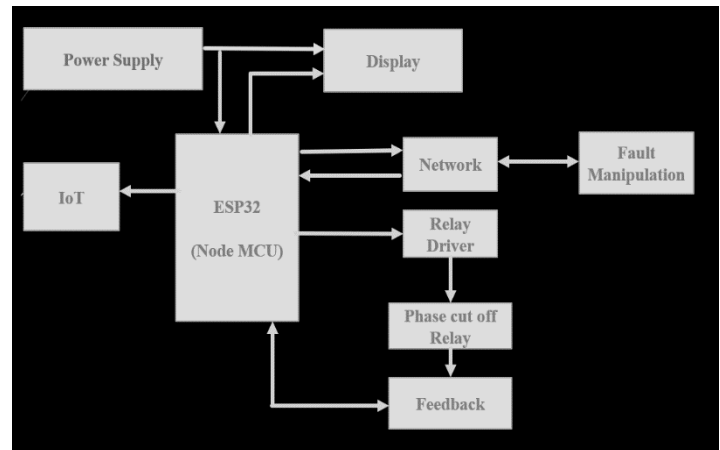 Power Supply
Display
Network
Fault
Manipulation
IoT
ESP32
(Node MCU)
Relay
Driver
Phase cut off
Relay
Feedback